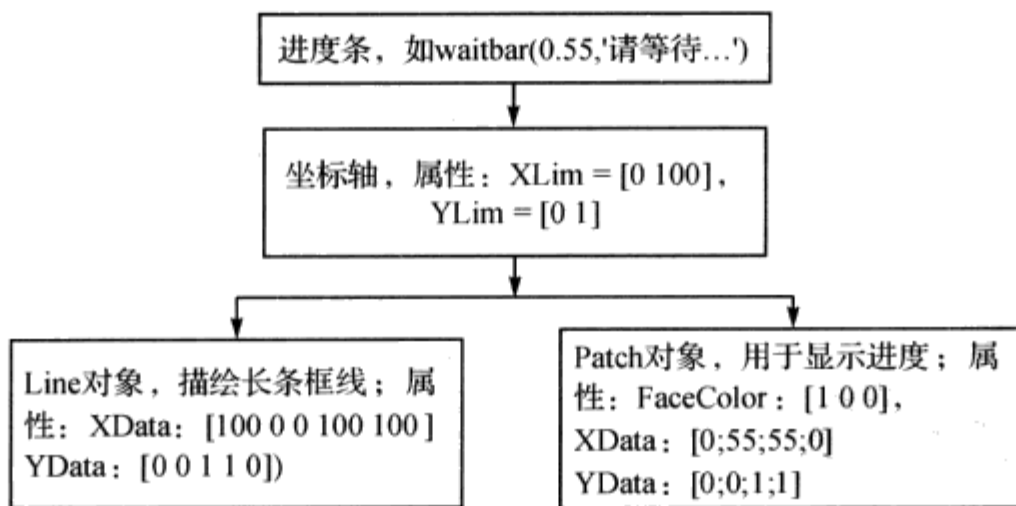 进度条，如waitbar(0.55,'请等待…')
坐标轴，属性：XLim = [0 100]，
YLim = [0 1]
Line对象，描绘长条框线；属
性：XData：[100 0 0 100 100 ]
YData：[0 0 1 1 0])
Patch对象，用于显示进度；属
性：FaceColor：[1 0 0]，
XData：[0;55;55;0]
YData：[0;0;1;1]